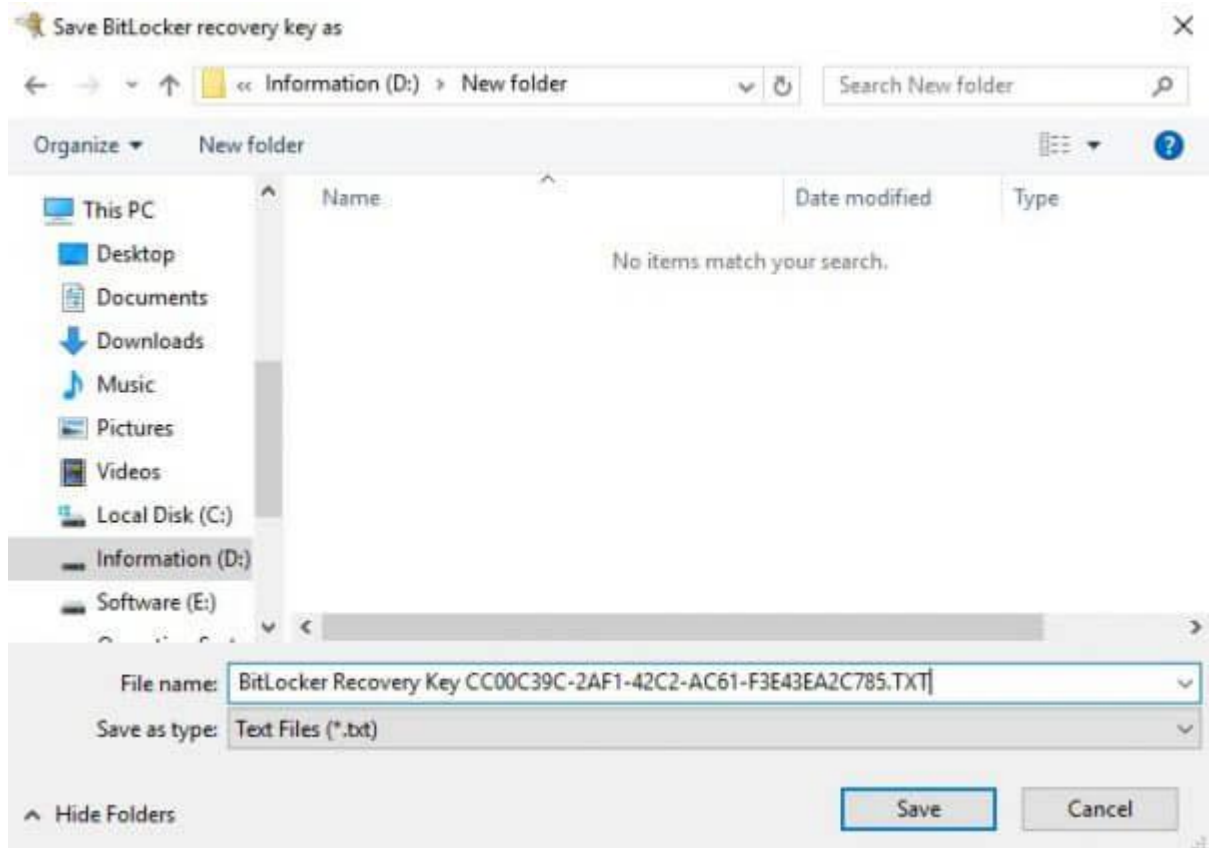 Save BitLocker recovery key as
« Information (D:) › New folder
Search New folder
Organize
New folder
Name
Date modified
Type
This PC
No items match your search.
Desktop
Documents
Downloads
Music
Pictures
Videos
Local Disk (C:)
Information (D:)
Software (E:)
File name: BitLocker Recovery Key CC00C39C-2AF1-42C2-AC61-F3E43EA2C785.TXT
Save as type: Text Files (*.txt)
Hide Folders
Save
Cancel